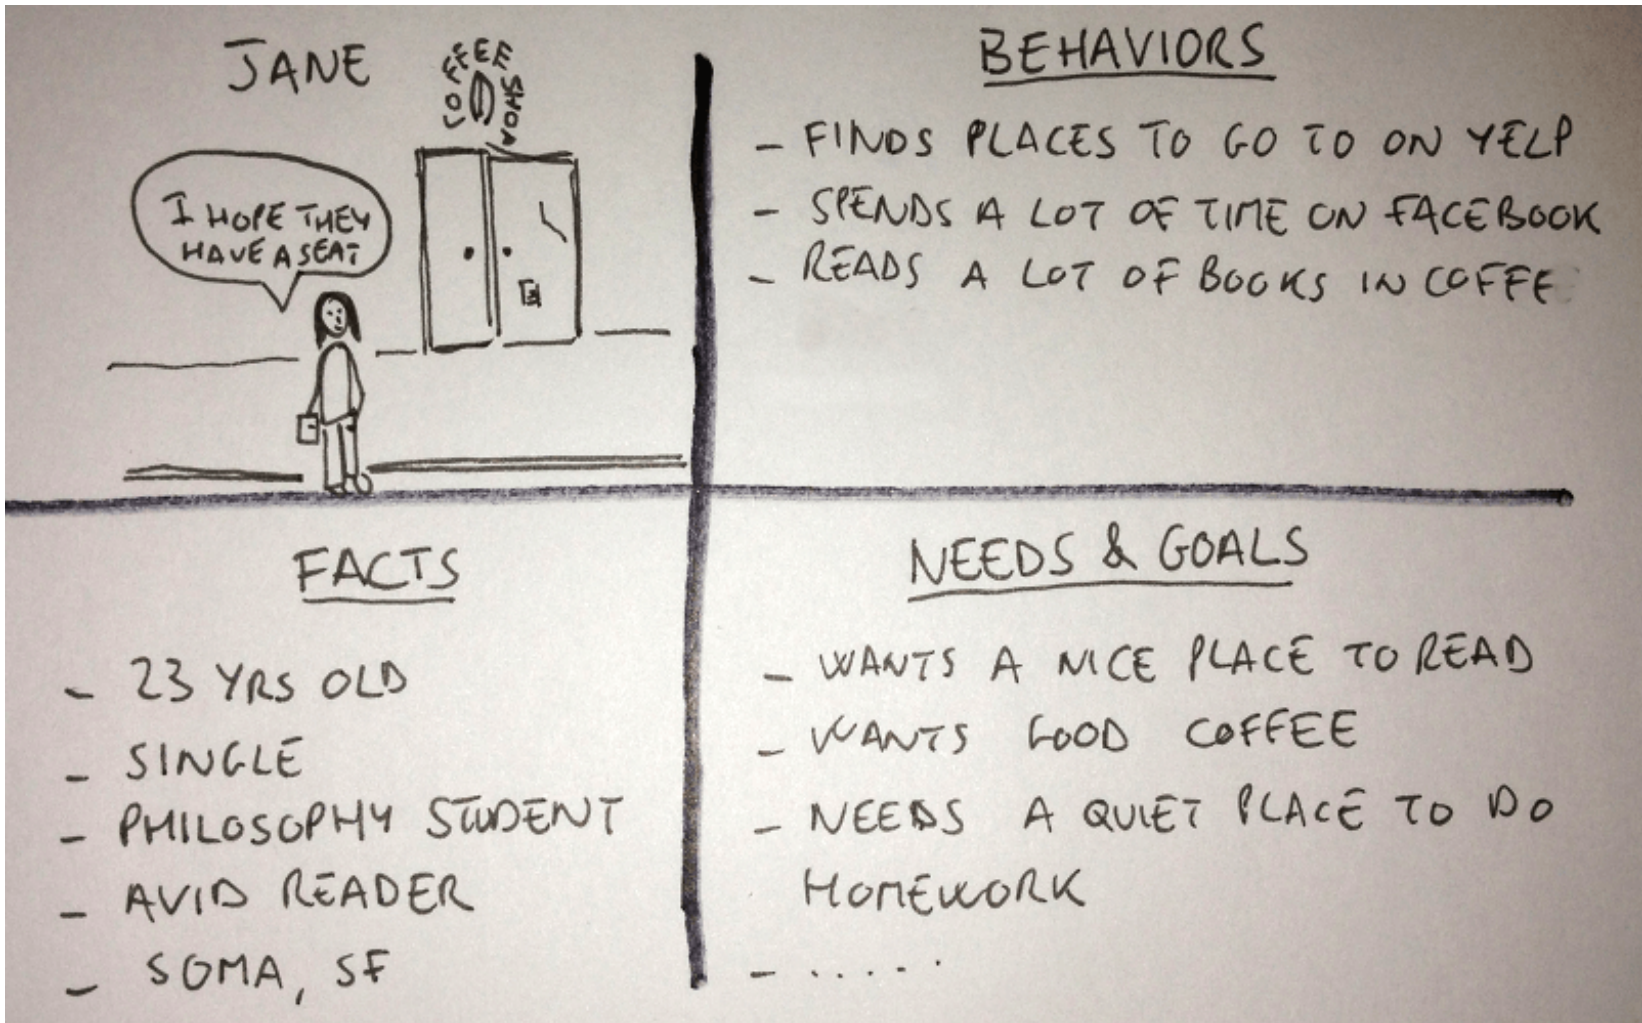 JANE
COFFEE SHOP
I HOPE THEY
HAVE A SEAT
BEHAVIORS
- FINDS PLACES TO GO TO ON YELP
- SPENDS A LOT OF TIME ON FACEBOOK
- READS A LOT OF BOOKS IN COFFE
FACTS
- 23 YRS OLD
- SINGLE
- PHILOSOPHY STUDENT
- AVID READER
- SOMA, SF
NEEDS & GOALS
- WANTS A NICE PLACE TO READ
- WANTS GOOD COFFEE
- NEEDS A QUIET PLACE TO DO
HOMEWORK
- .....